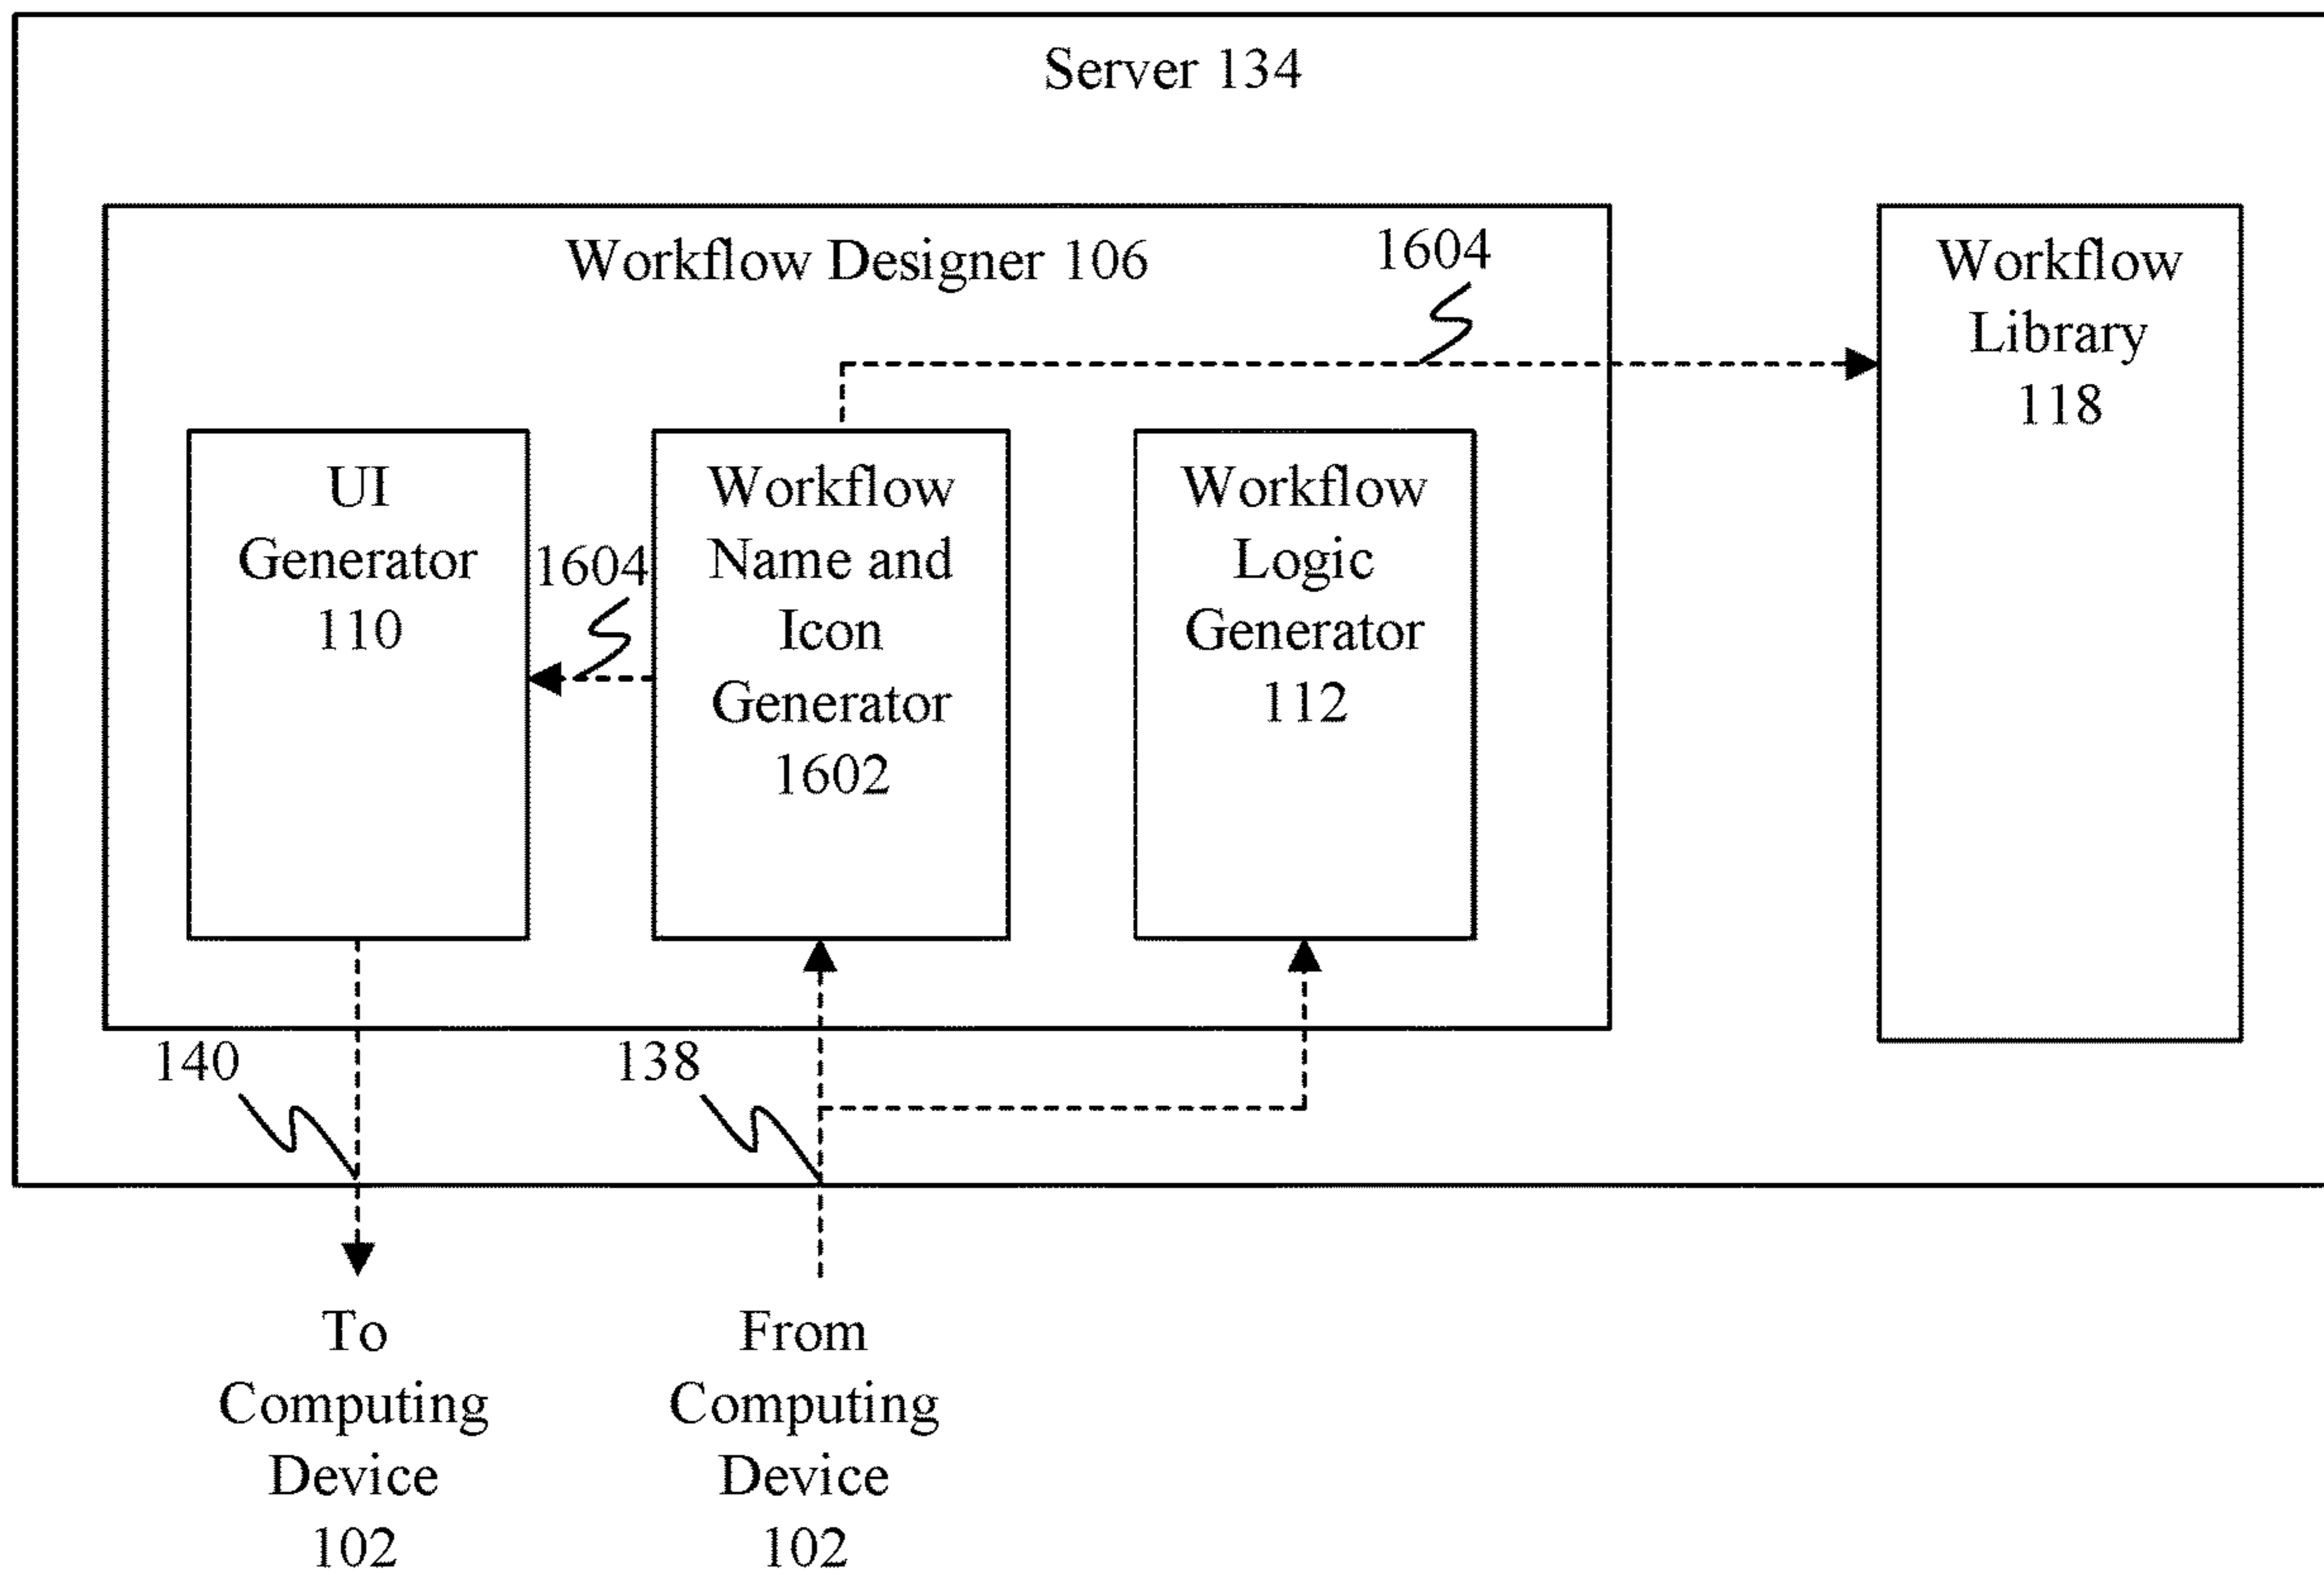 Server 134
Workflow Designer 106
1604
Workflow
Library
118
UI
Generator
110
1604
Workflow
Name and
Icon
Generator
1602
Workflow
Logic
Generator
112
140
138
To
Computing
Device
102
From
Computing
Device
102